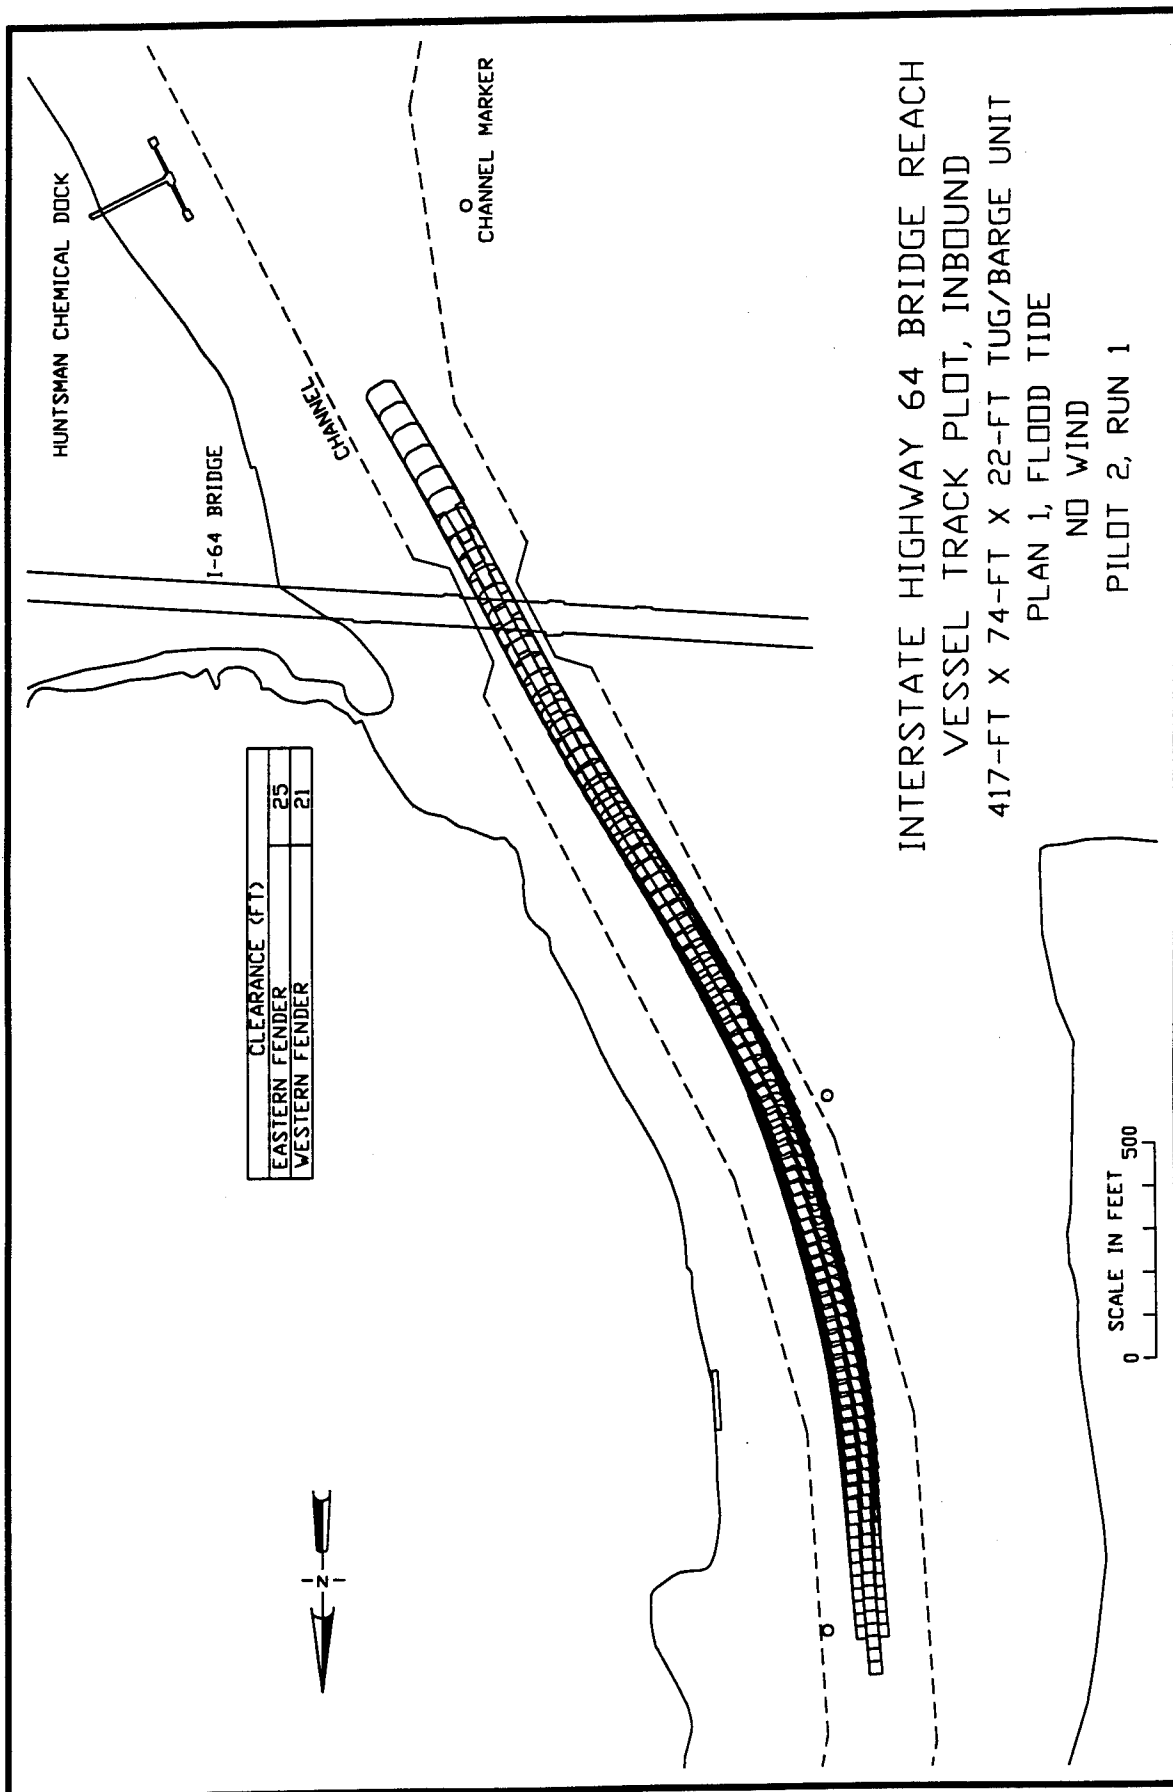 HUNTSMAN CHEMICAL DOCK
I-64 BRIDGE
CHANNEL
CHANNEL MARKER
CLEARANCE (FT)
EASTERN FENDER 25
WESTERN FENDER 21
N
SCALE IN FEET
0 500
INTERSTATE HIGHWAY 64 BRIDGE REACH
VESSEL TRACK PLOT, INBOUND
417-FT X 74-FT X 22-FT TUG/BARGE UNIT
PLAN 1, FLOOD TIDE
NO WIND
PILOT 2, RUN 1